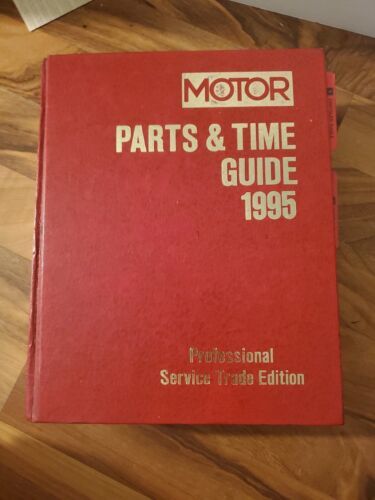 MOTOR
PARTS & TIME
GUIDE
1995
Professional
Service Trade Edition